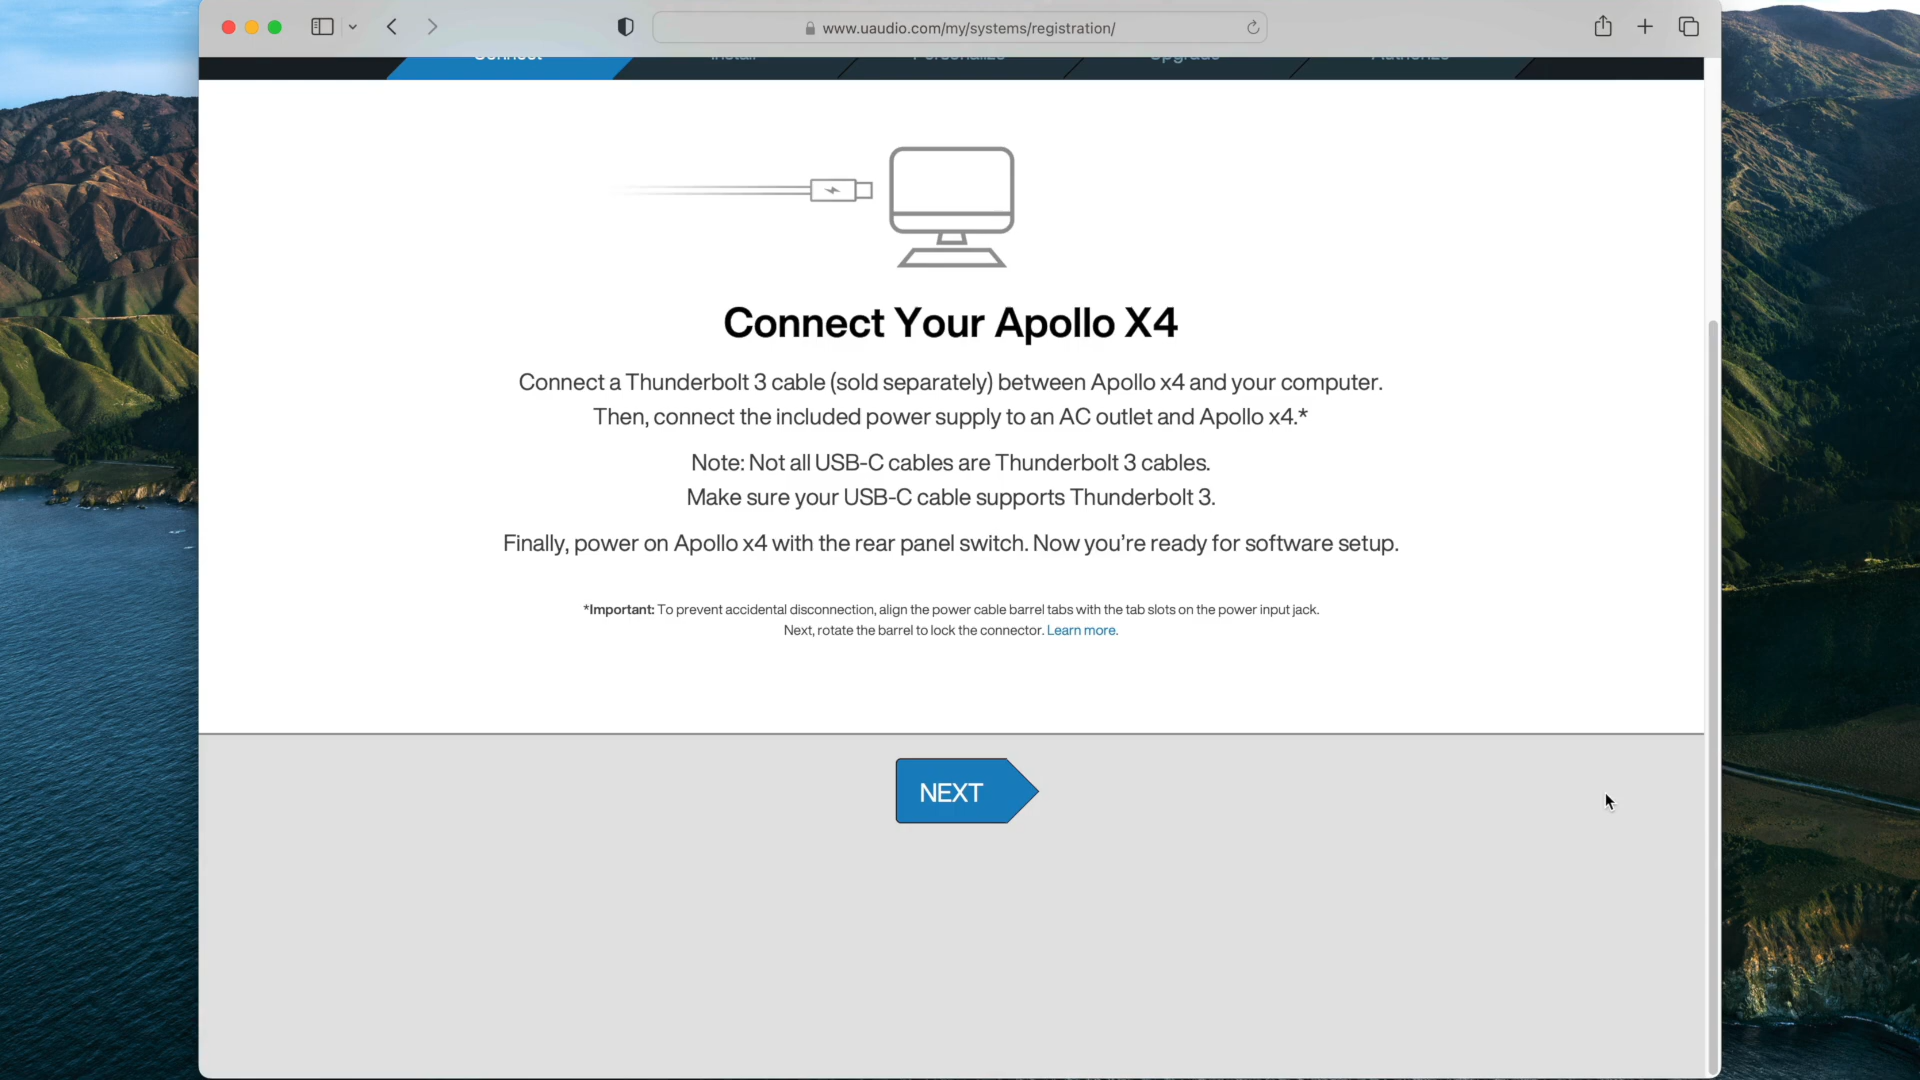 www.uaudio.com/my/systems/registration/
Connect Install Personalize Upgrade Authorize
Connect Your Apollo X4
Connect a Thunderbolt 3 cable (sold separately) between Apollo x4 and your computer.
Then, connect the included power supply to an AC outlet and Apollo x4.*
Note: Not all USB-C cables are Thunderbolt 3 cables.
Make sure your USB-C cable supports Thunderbolt 3.
Finally, power on Apollo x4 with the rear panel switch. Now you’re ready for software setup.
*Important: To prevent accidental disconnection, align the power cable barrel tabs with the tab slots on the power input jack.
Next, rotate the barrel to lock the connector. Learn more.
NEXT